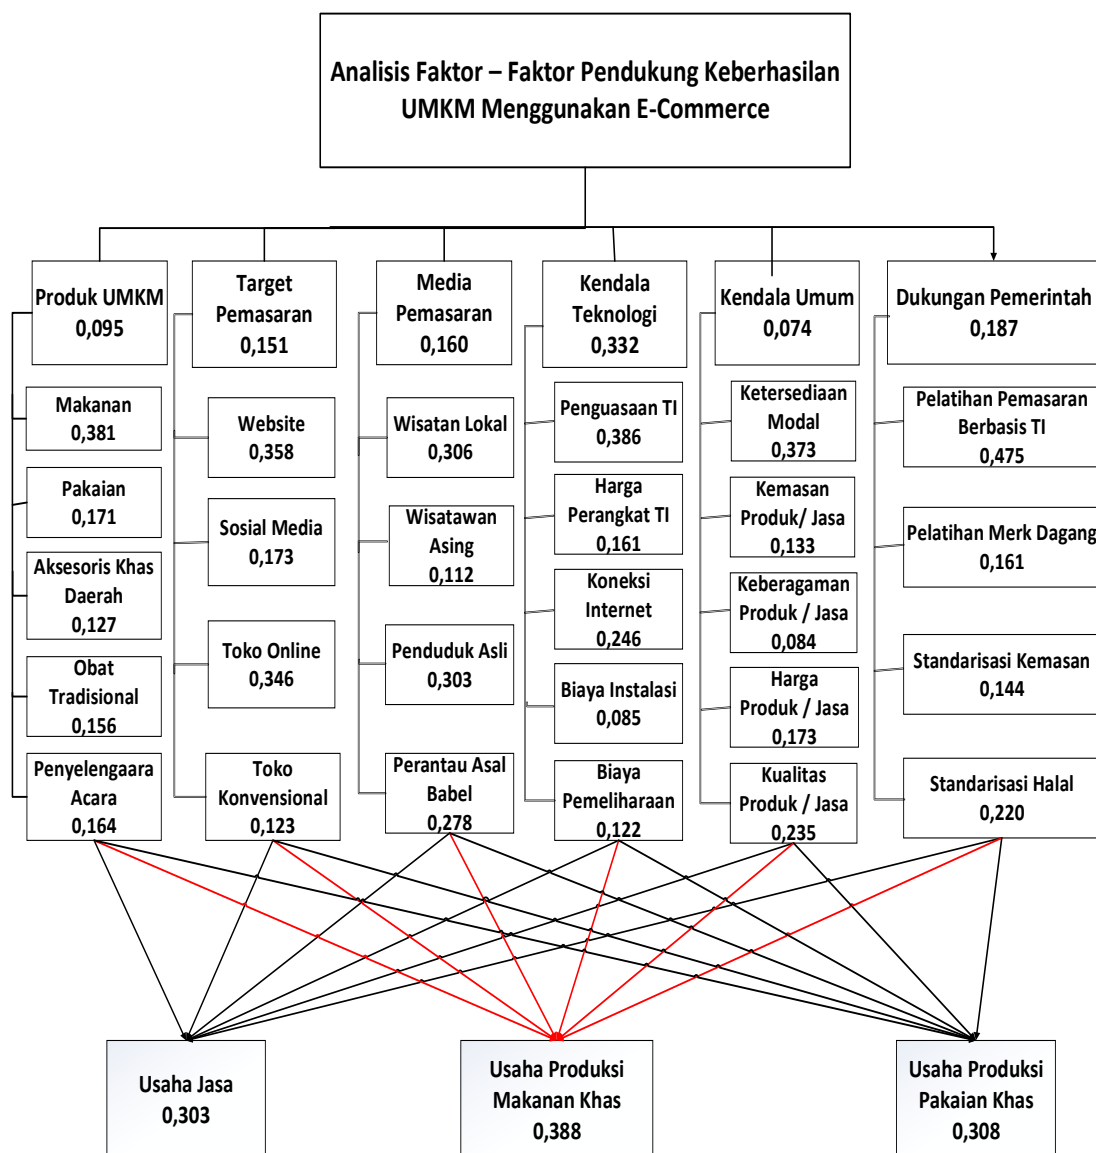 Analisis Faktor – Faktor Pendukung Keberhasilan
UMKM Menggunakan E-Commerce
Produk UMKM
0,095
Target
Pemasaran
0,151
Media
Pemasaran
0,160
Kendala
Teknologi
0,332
Kendala Umum
0,074
Dukungan Pemerintah
0,187
Makanan
0,381
Pakaian
0,171
Aksesoris Khas
Daerah
0,127
Obat
Tradisional
0,156
Penyelengaara
Acara
0,164
Website
0,358
Sosial Media
0,173
Toko Online
0,346
Toko
Konvensional
0,123
Wisatan Lokal
0,306
Wisatawan
Asing
0,112
Penduduk Asli
0,303
Perantau Asal
Babel
0,278
Penguasaan TI
0,386
Harga
Perangkat TI
0,161
Koneksi
Internet
0,246
Biaya Instalasi
0,085
Biaya
Pemeliharaan
0,122
Ketersediaan
Modal
0,373
Kemasan
Produk/ Jasa
0,133
Keberagaman
Produk / Jasa
0,084
Harga
Produk / Jasa
0,173
Kualitas
Produk / Jasa
0,235
Pelatihan Pemasaran
Berbasis TI
0,475
Pelatihan Merk Dagang
0,161
Standarisasi Kemasan
0,144
Standarisasi Halal
0,220
Usaha Jasa
0,303
Usaha Produksi
Makanan Khas
0,388
Usaha Produksi
Pakaian Khas
0,308